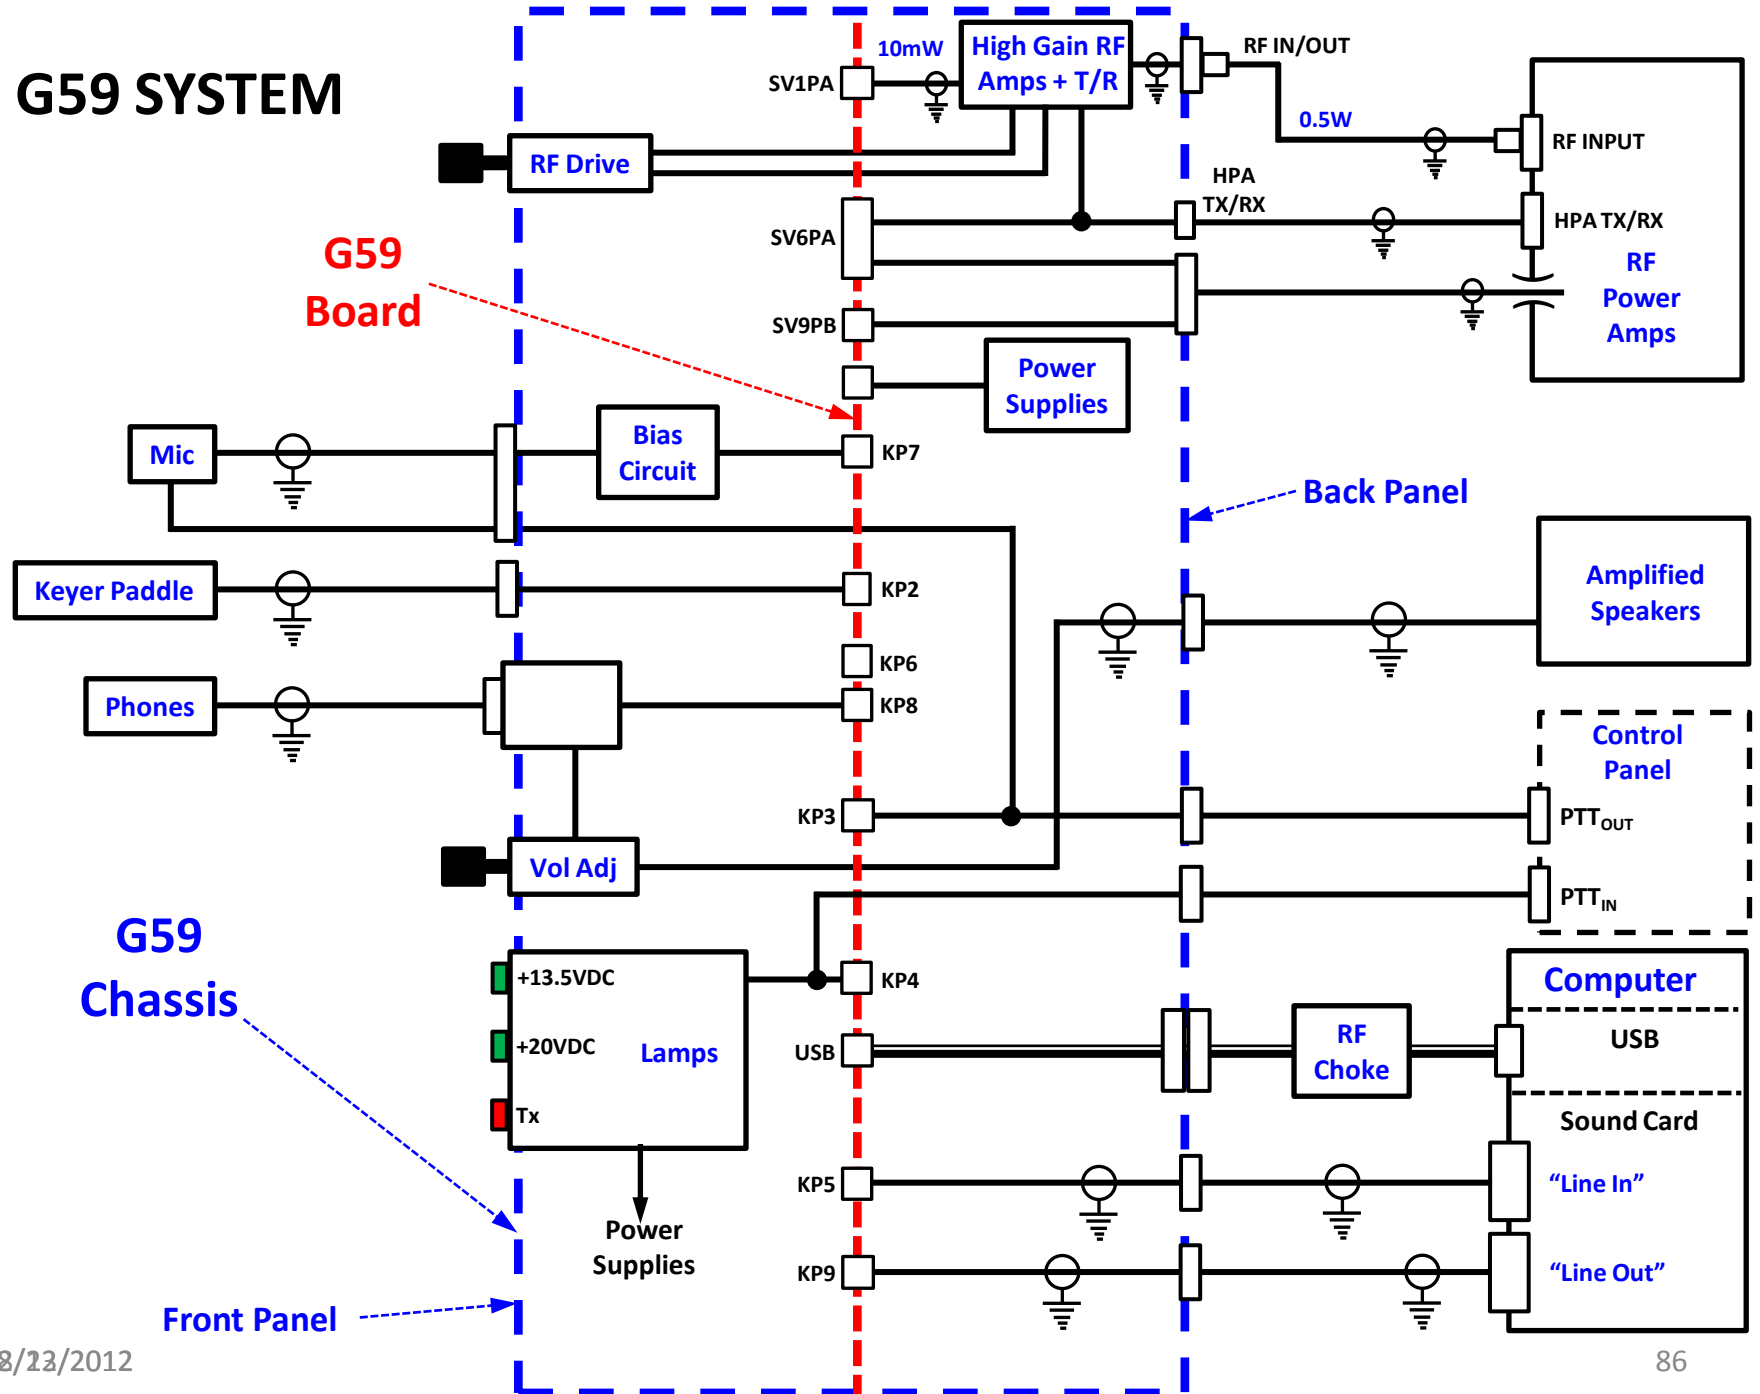 G59 SYSTEM
10mW
High Gain RF
Amps + T/R
RF IN/OUT
SV1PA
0.5W
RF INPUT
RF Drive
HPA
TX/RX
HPA TX/RX
SV6PA
G59
Board
RF
Power
Amps
SV9PB
Power
Supplies
Mic
Bias
Circuit
KP7
Back Panel
Keyer Paddle
KP2
Amplified
Speakers
KP6
Phones
KP8
Control
Panel
KP3
PTTOUT
Vol Adj
PTTIN
G59
Chassis
+13.5VDC
KP4
Computer
+20VDC
Lamps
USB
RF
Choke
USB
Tx
Sound Card
KP5
“Line In”
Power
Supplies
KP9
“Line Out”
Front Panel
/2012
86